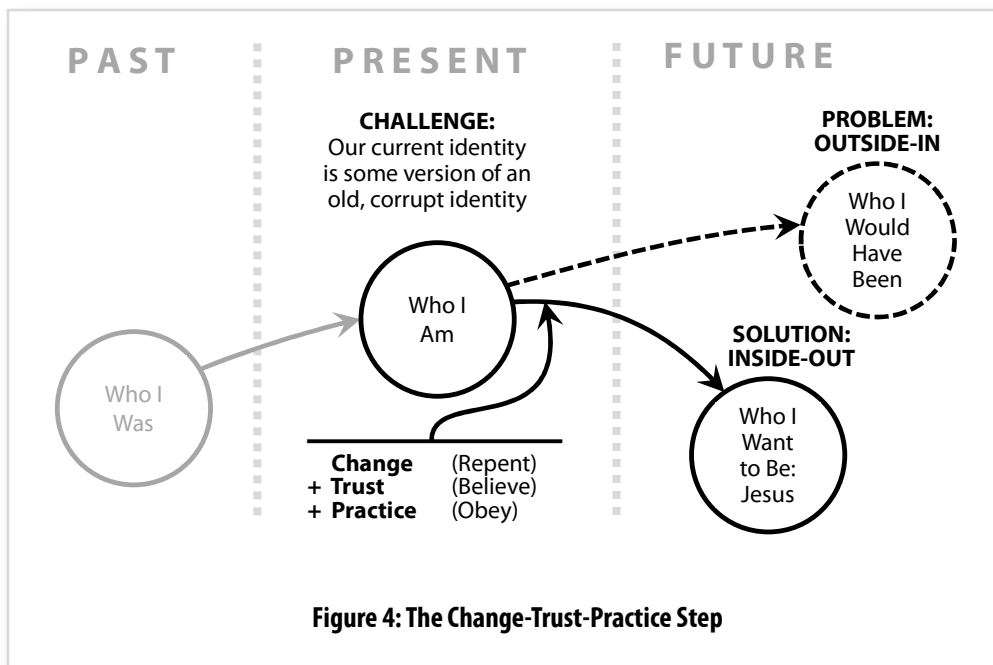 PAST
PRESENT
FUTURE
CHALLENGE:
Our current identity
is some version of an
old, corrupt identity
PROBLEM:
OUTSIDE-IN
Who I
Would
Have
Been
Who I
Am
Who I
Was
SOLUTION:
INSIDE-OUT
Who I
Want
to Be:
Jesus
Change (Repent)
+ Trust (Believe)
+ Practice (Obey)
Figure 4: The Change-Trust-Practice Step